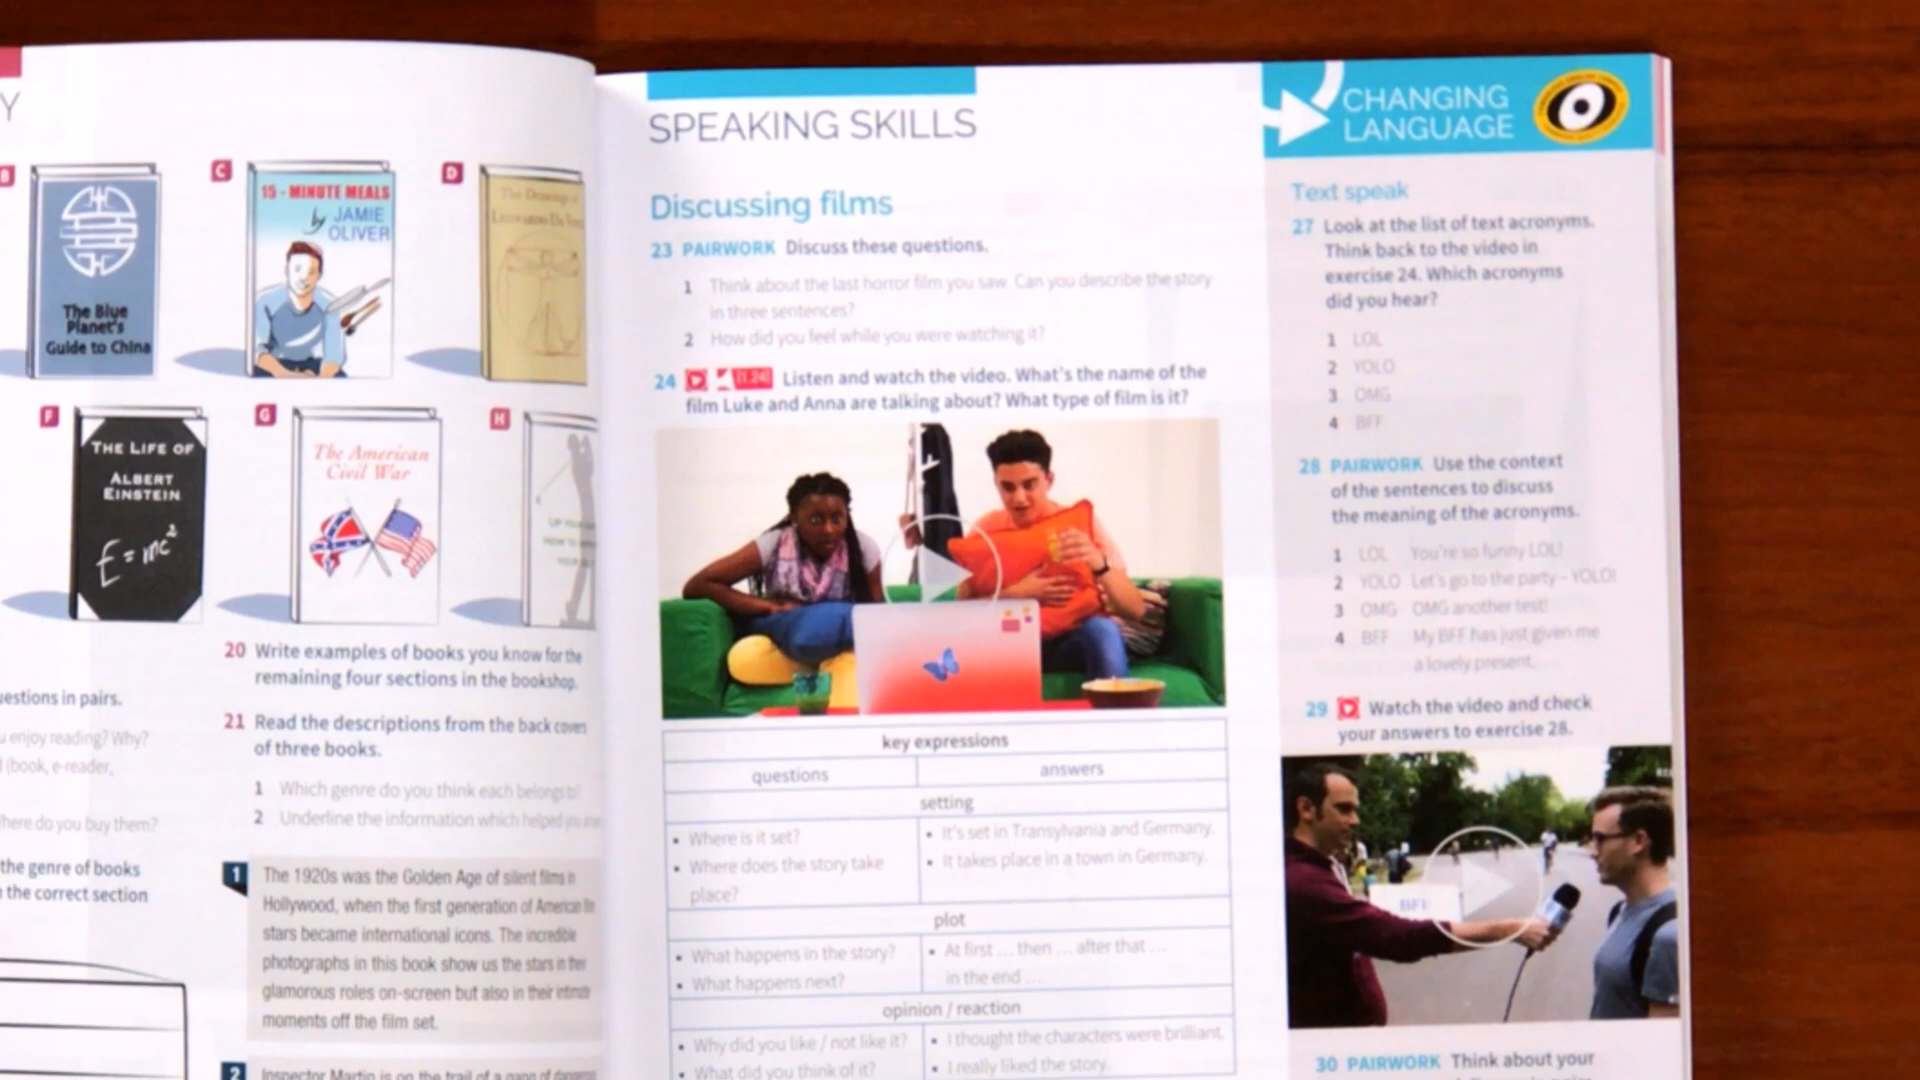 Y
B
The Blue
Planet's
Guide to China
C
15 - MINUTE MEALS
by JAMIE
OLIVER
D
The Drawings of
Leonardo Da Vinci
F
THE LIFE OF
ALBERT
EINSTEIN
E = mc²
G
The American
Civil War
H
20 Write examples of books you know for the
remaining four sections in the bookshop.
21 Read the descriptions from the back covers
of three books.
1 Which genre do you think each belongs to?
2 Underline the information which helped you
in pairs.
enjoy reading? Why?
(book, e-reader,
do you buy them?
the genre of books
the correct section
1 The 1920s was the Golden Age of silent films in
Hollywood, when the first generation of American film
stars became international icons. The incredible
photographs in this book show us the stars in their
glamorous roles on-screen but also in their intimate
moments off the film set.
2 Inspector Martin is on the trail of a gang of dangerous
SPEAKING SKILLS
Discussing films
23 PAIRWORK Discuss these questions.
1 Think about the last horror film you saw. Can you describe the story
in three sentences?
2 How did you feel while you were watching it?
24 [1.24] Listen and watch the video. What's the name of the
film Luke and Anna are talking about? What type of film is it?
key expressions
questions answers
setting
• Where is it set?
• Where does the story take
place?
• It's set in Transylvania and Germany.
• It takes place in a town in Germany.
plot
• What happens in the story?
• What happens next?
• At first ... then ... after that ...
in the end ...
opinion / reaction
• Why did you like / not like it?
• What did you think of it?
• I thought the characters were brilliant.
• I really liked the story.
CHANGING
LANGUAGE
Text speak
27 Look at the list of text acronyms.
Think back to the video in
exercise 24. Which acronyms
did you hear?
1 LOL
2 YOLO
3 OMG
4 BFF
28 PAIRWORK Use the context
of the sentences to discuss
the meaning of the acronyms.
1 LOL You're so funny LOL!
2 YOLO Let's go to the party – YOLO!
3 OMG OMG another test!
4 BFF My BFF has just given me
a lovely present.
29 Watch the video and check
your answers to exercise 28.
BFF
30 PAIRWORK Think about your